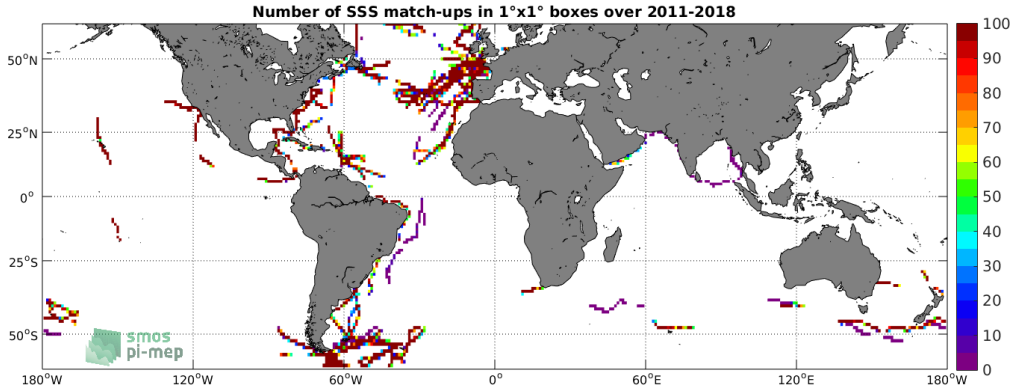 Number of SSS match-ups in 1°x1° boxes over 2011-2018
50°N
25°N
0°
25°S
50°S
180°W 120°W 60°W 0° 60°E 120°E 180°W
100
90
80
70
60
50
40
30
20
10
0
smos
pi-mep